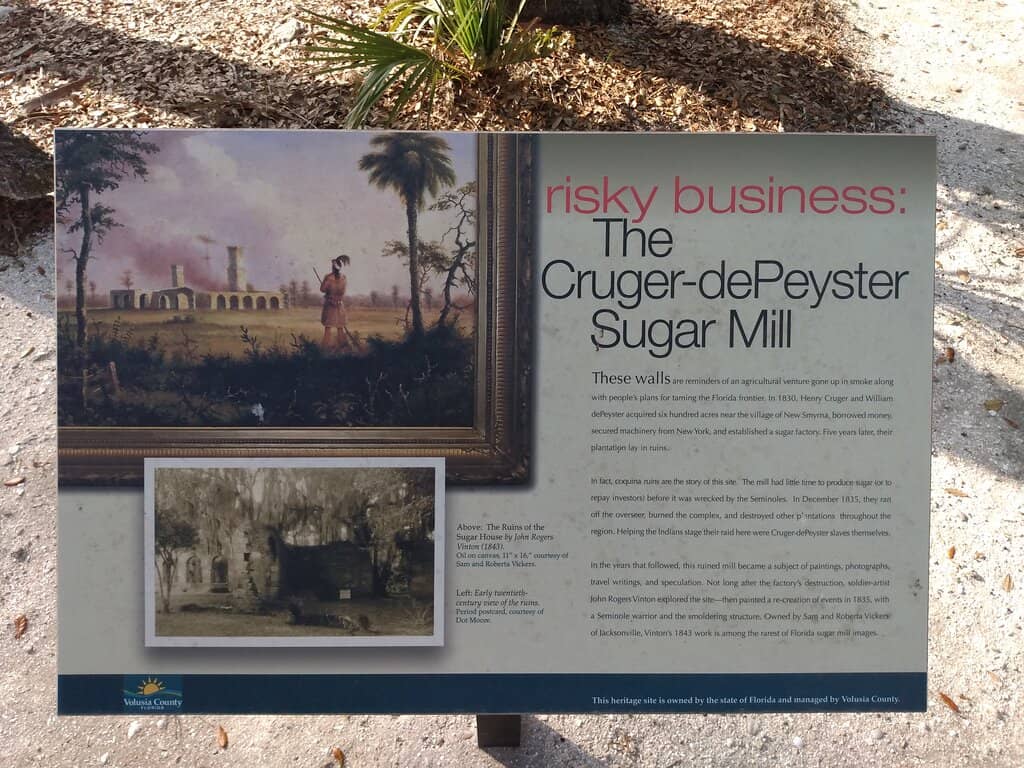 risky business:
The
Cruger-dePeyster
Sugar Mill
These walls are reminders of an agricultural venture gone up in smoke along
with people's plans for taming the Florida frontier. In 1830, Henry Cruger and William
dePeyster acquired six hundred acres near the village of New Smyrna, borrowed money,
secured machinery from New York, and established a sugar factory. Five years later, their
plantation lay in ruins.
In fact, coquina ruins are the story of this site. The mill had little time to produce sugar (or to
repay investors) before it was wrecked by the Seminoles. In December 1835, they ran
off the overseer, burned the complex, and destroyed other plantations throughout the
region. Helping the Indians stage their raid here were Cruger-dePeyster slaves themselves.
In the years that followed, this ruined mill became a subject of paintings, photographs,
travel writings, and speculation. Not long after the factory's destruction, soldier-artist
John Rogers Vinton explored the site—then painted a re-creation of events in 1835, with
a Seminole warrior and the smoldering structure. Owned by Sam and Roberta Vickers
of Jacksonville, Vinton's 1843 work is among the rarest of Florida sugar mill images.
Above: The Ruins of the
Sugar House by John Rogers
Vinton (1843).
Oil on canvas, 11" x 16," courtesy of
Sam and Roberta Vickers.
Left: Early twentieth-
century view of the ruins.
Period postcard, courtesy of
Dot Moore.
Volusia County
FLORIDA
This heritage site is owned by the state of Florida and managed by Volusia County.